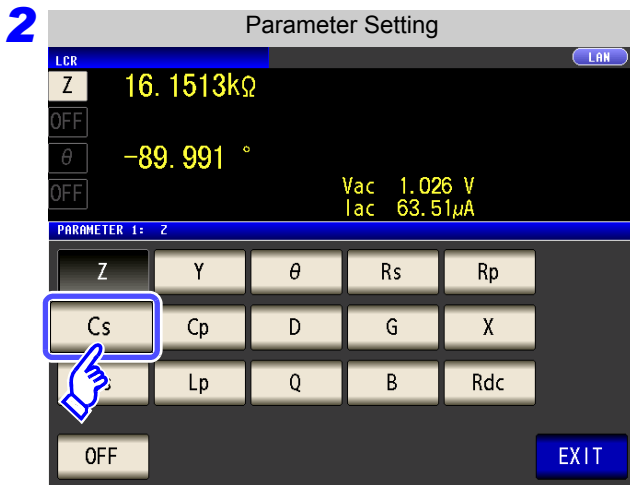 2
Parameter Setting
LCR
LAN
Z 16.1513kΩ
OFF
θ -89.991 °
OFF
Vac 1.026 V
Iac 63.51μA
PARAMETER 1: Z
Z Y θ Rs Rp
Cs Cp D G X
Lp Q B Rdc
OFF EXIT